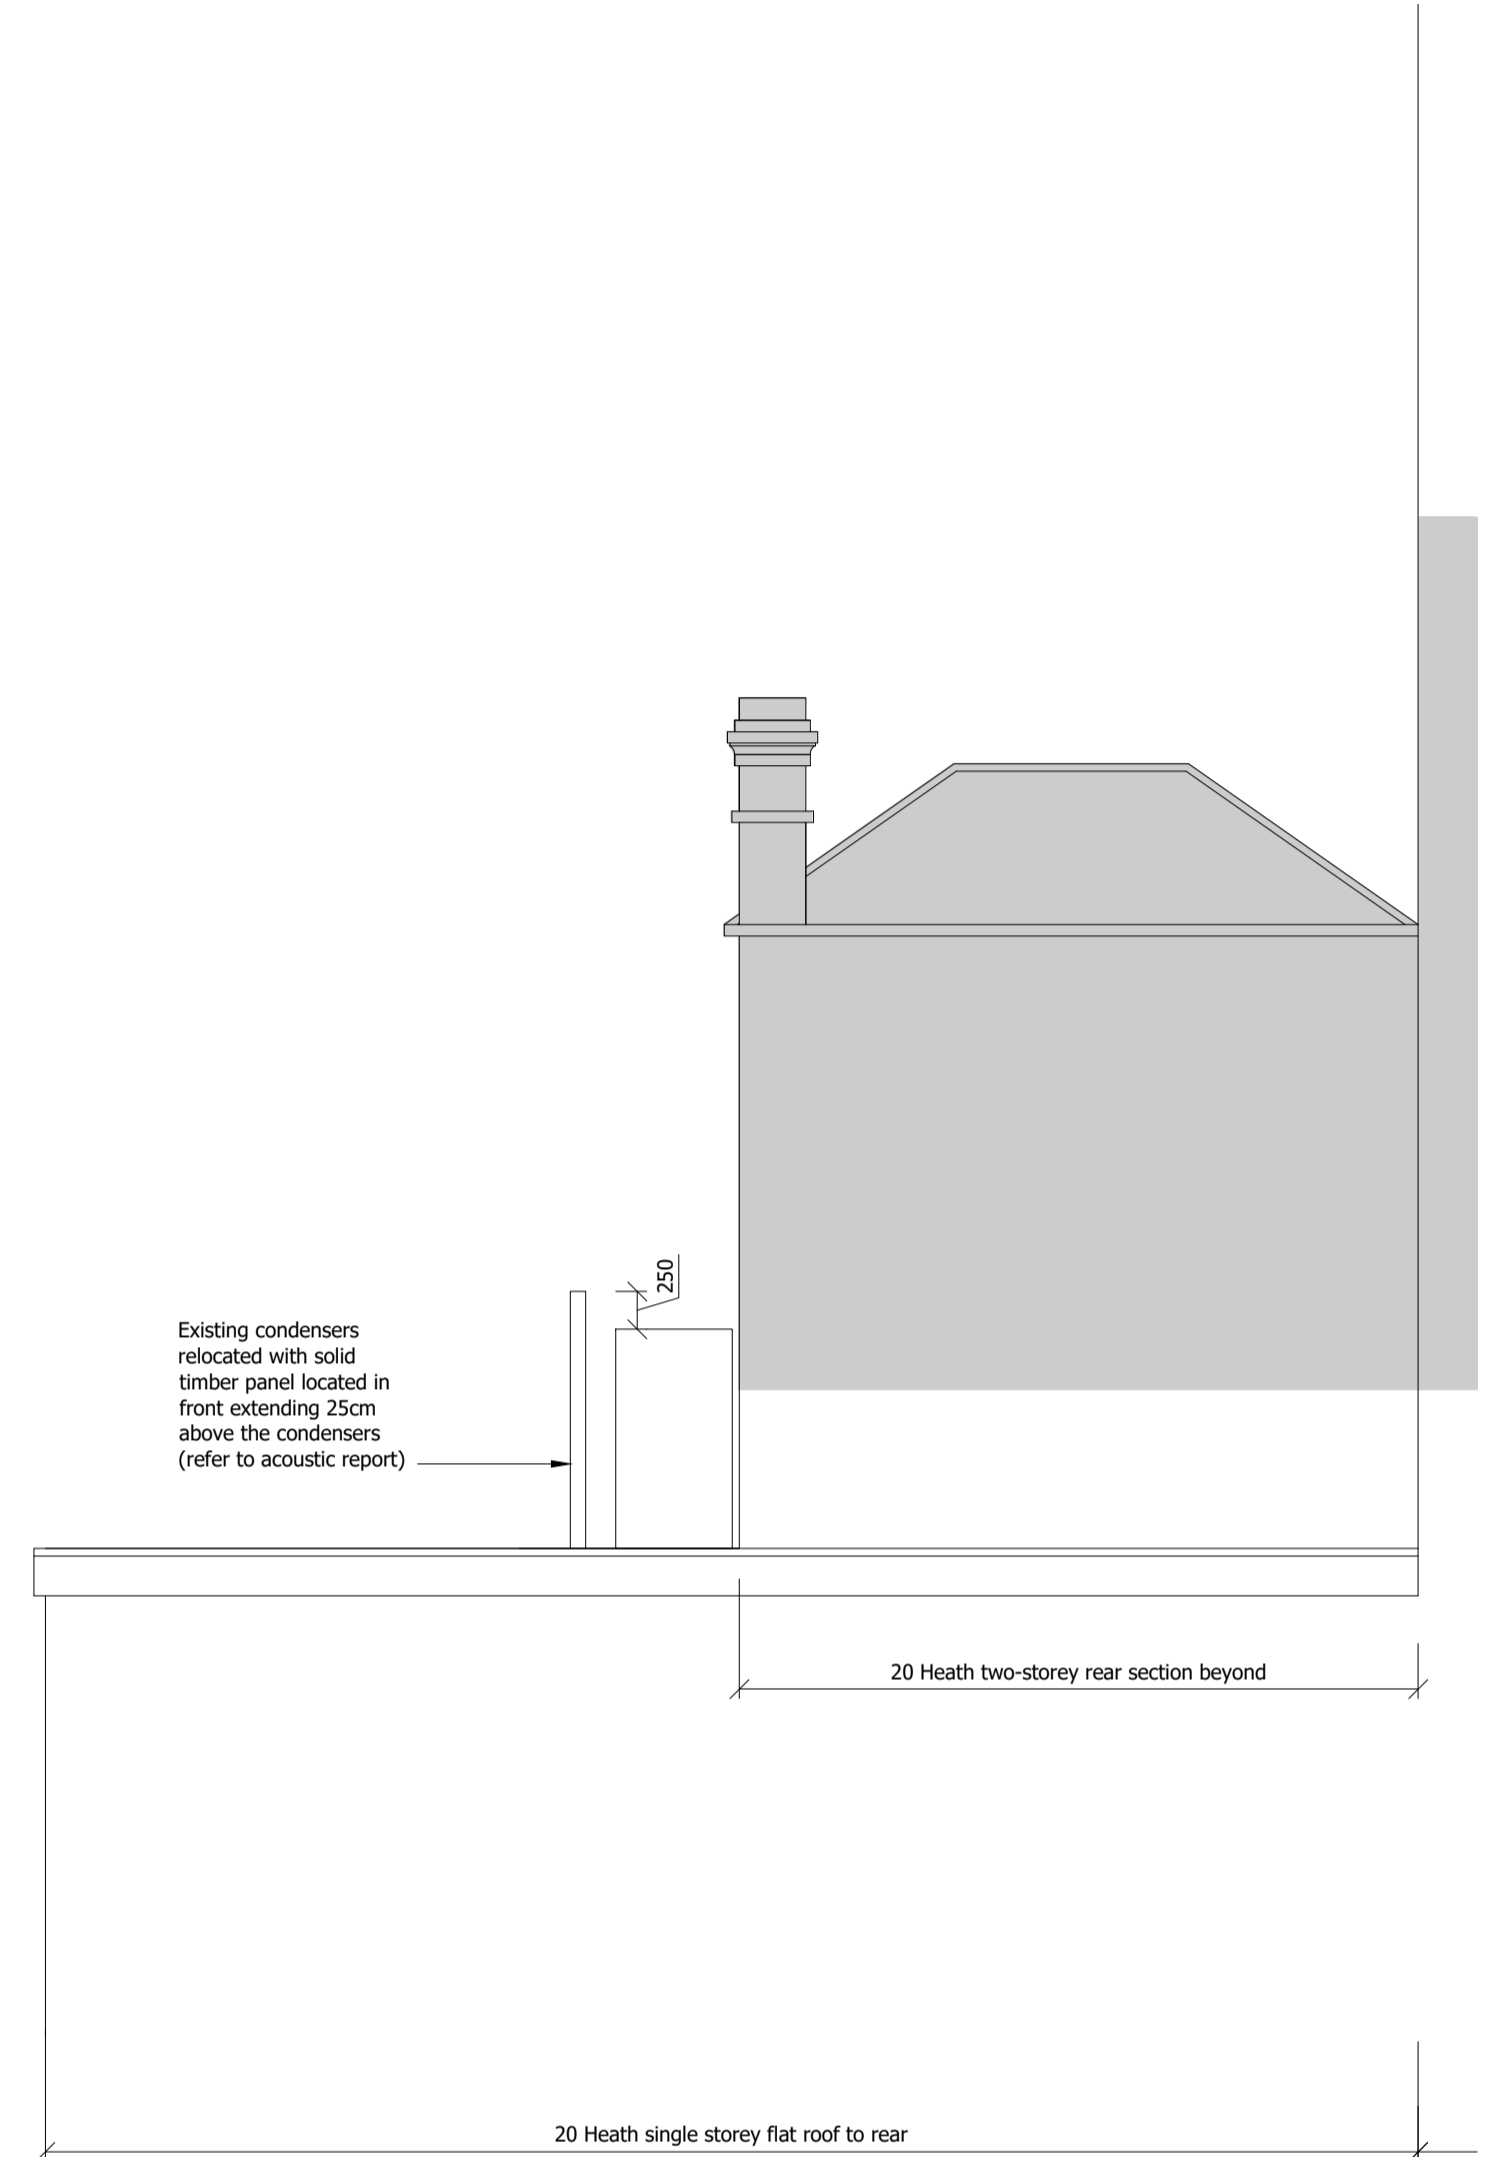 250
Existing condensers
relocated with solid
timber panel located in
front extending 25cm
above the condensers
(refer to acoustic report)
20 Heath two-storey rear section beyond
20 Heath single storey flat roof to rear